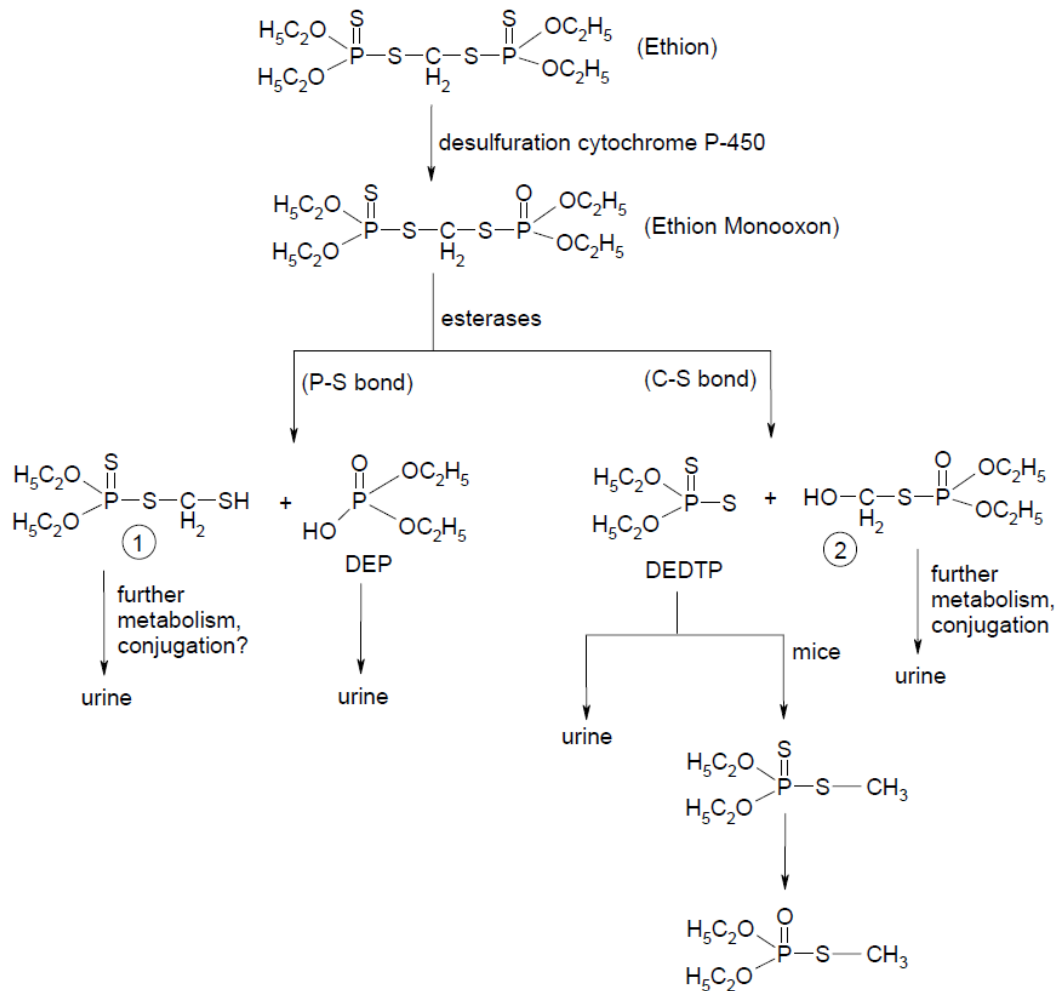 S S
H5C2O OC2H5
P–S–C–S–P (Ethion)
H5C2O H2 OC2H5
desulfuration cytochrome P-450
S O
H5C2O OC2H5
P–S–C–S–P (Ethion Monooxon)
H5C2O H2 OC2H5
esterases
(P-S bond) (C-S bond)
S O S O
H5C2O OC2H5 H5C2O OC2H5
P–S–C–SH + P P–S + HO–C–S–P
H5C2O H2 HO OC2H5 H5C2O H2 OC2H5
1 DEP DEDTP 2
further
metabolism,
conjugation?
urine
urine
further
metabolism,
conjugation
urine
mice
urine
S
H5C2O
P–S–CH3
H5C2O
O
H5C2O
P–S–CH3
H5C2O